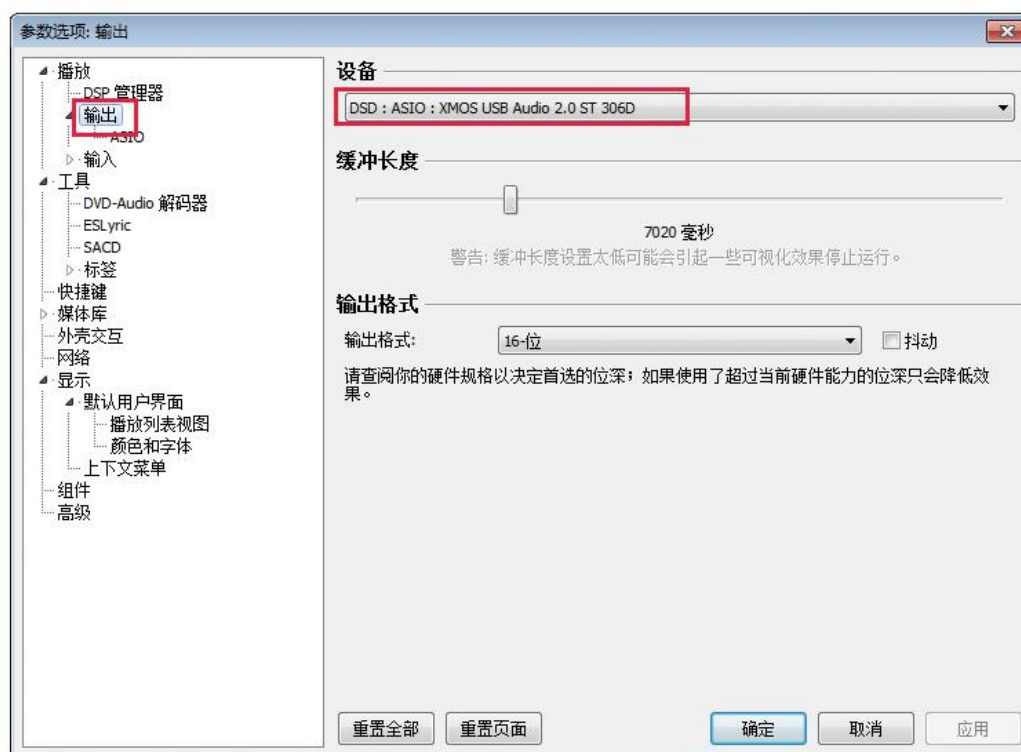 参数选项: 输出
播放
DSP 管理器
输出
ASIO
输入
工具
DVD-Audio 解码器
ESLyric
SACD
标签
快捷键
媒体库
外壳交互
网络
显示
默认用户界面
播放列表视图
颜色和字体
上下文菜单
组件
高级
设备
DSD : ASIO : XMOS USB Audio 2.0 ST 306D
缓冲长度
7020 毫秒
警告: 缓冲长度设置太低可能会引起一些可视化效果停止运行。
输出格式
输出格式: 16-位 抖动
请查阅你的硬件规格以决定首选的位深；如果使用了超过当前硬件能力的位深只会降低效
果。
重置全部 重置页面 确定 取消 应用